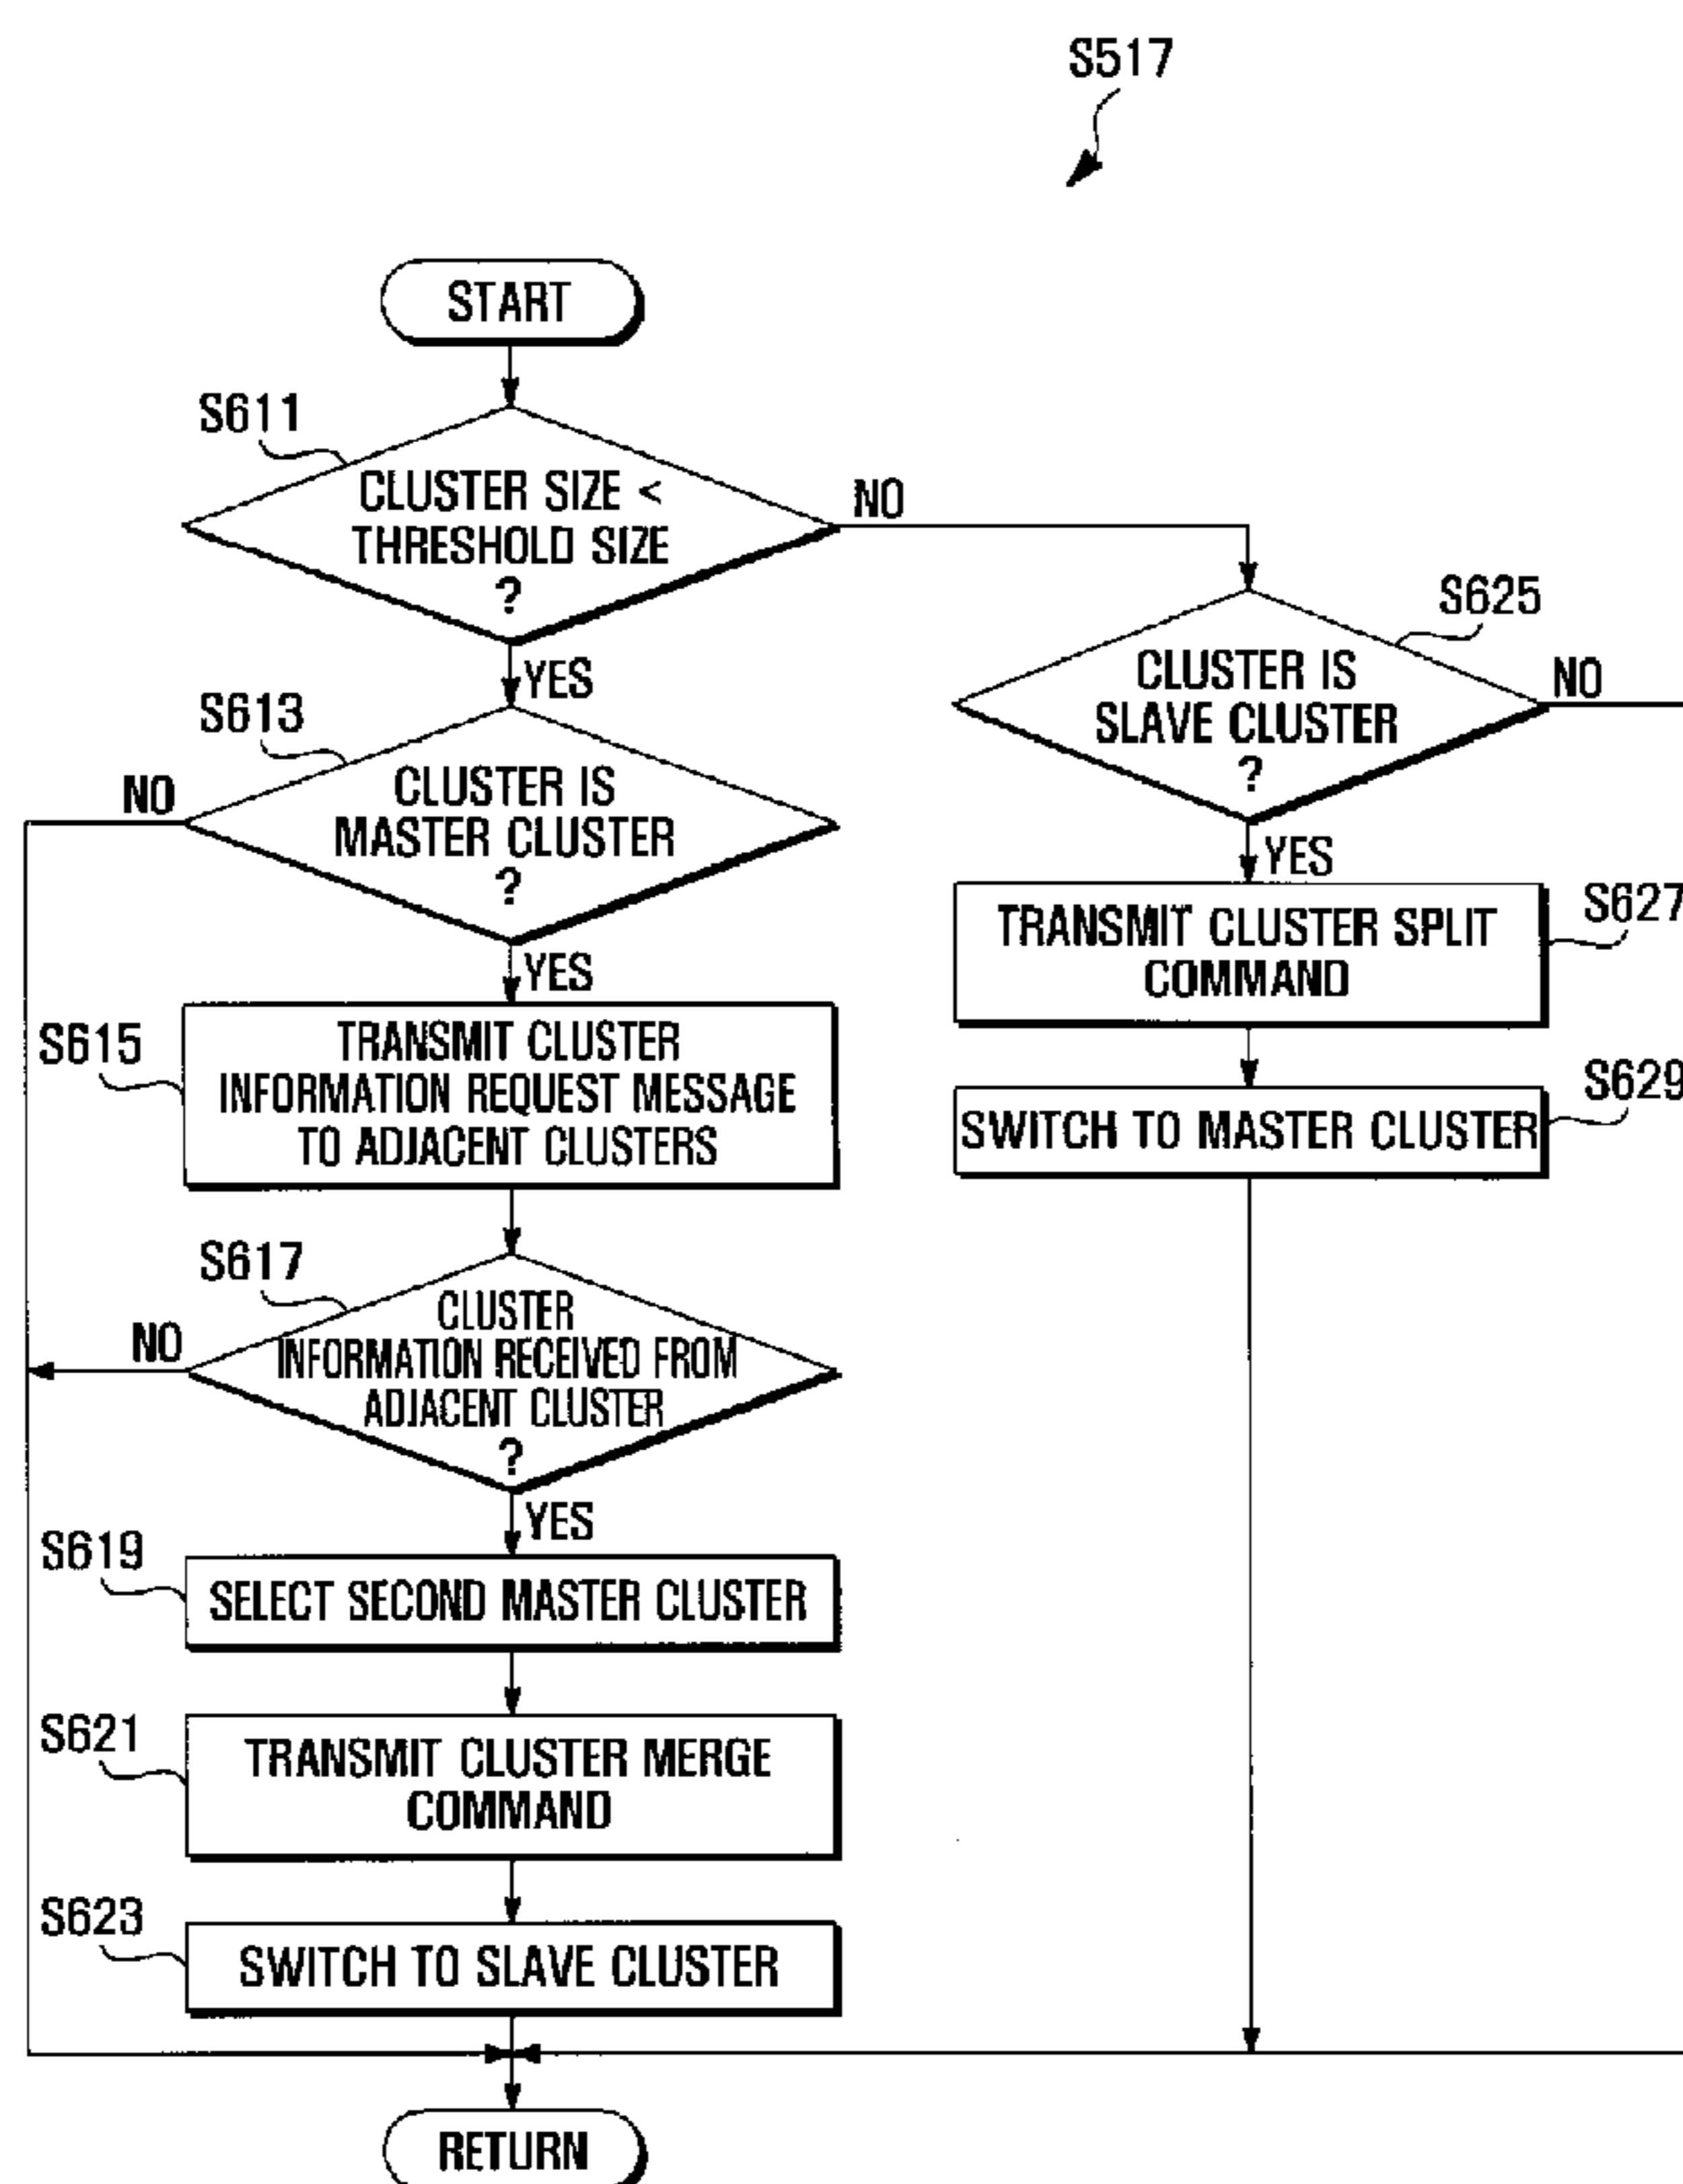 S517
START
S611
CLUSTER SIZE <
THRESHOLD SIZE
?
NO
YES
S625
CLUSTER IS
SLAVE CLUSTER
?
NO
YES
S613
CLUSTER IS
MASTER CLUSTER
?
NO
YES
S627
TRANSMIT CLUSTER SPLIT
COMMAND
S615
TRANSMIT CLUSTER
INFORMATION REQUEST MESSAGE
TO ADJACENT CLUSTERS
S629
SWITCH TO MASTER CLUSTER
S617
CLUSTER
INFORMATION RECEIVED FROM
ADJACENT CLUSTER
?
NO
YES
S619
SELECT SECOND MASTER CLUSTER
S621
TRANSMIT CLUSTER MERGE
COMMAND
S623
SWITCH TO SLAVE CLUSTER
RETURN